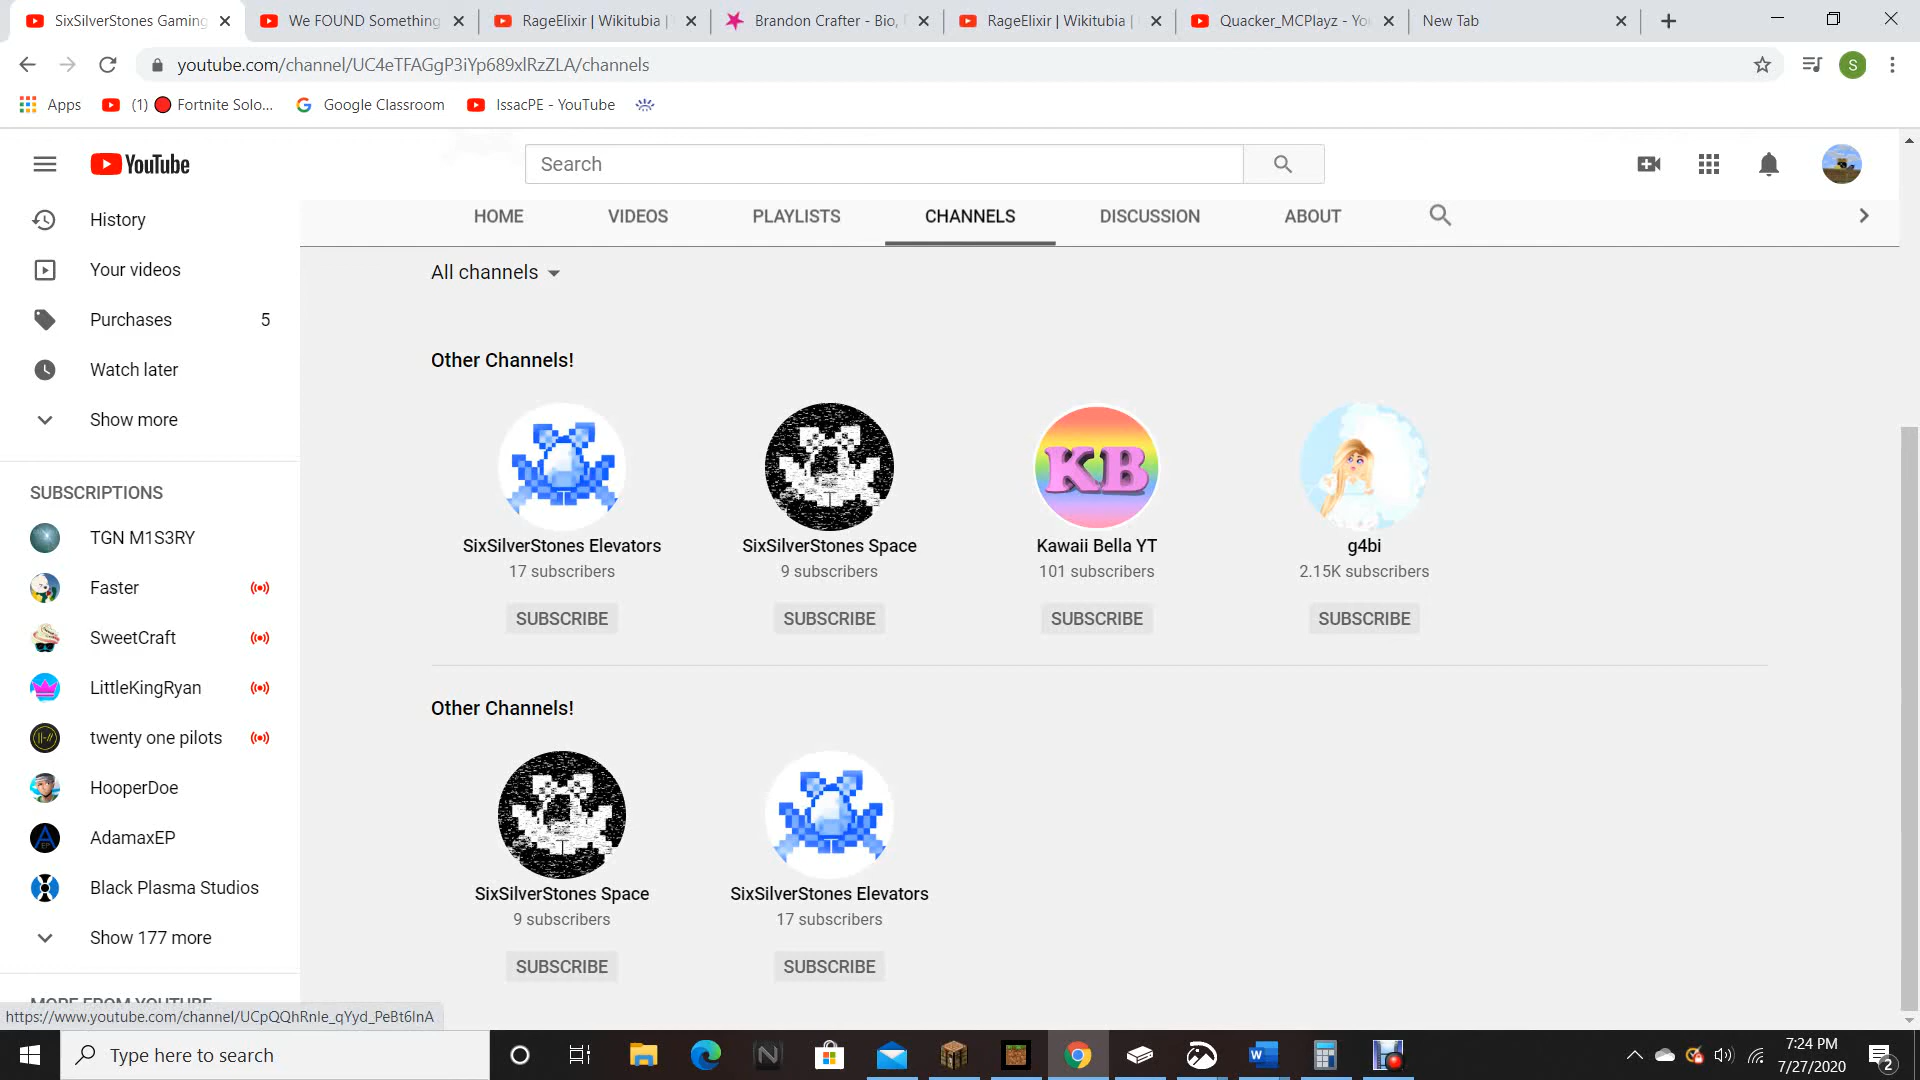 SixSilverStones Gaming
We FOUND Something
RageElixir | Wikitubia |
Brandon Crafter - Bio,
RageElixir | Wikitubia |
Quacker_MCPlayz - Yo
New Tab
youtube.com/channel/UC4eTFAGgP3iYp689xlRzZLA/channels
S
Apps
(1) Fortnite Solo...
Google Classroom
IssacPE - YouTube
YouTube
Search
HOME
VIDEOS
PLAYLISTS
CHANNELS
DISCUSSION
ABOUT
History
Your videos
Purchases 5
Watch later
Show more
SUBSCRIPTIONS
TGN M1S3RY
Faster
SweetCraft
LittleKingRyan
twenty one pilots
HooperDoe
AdamaxEP
Black Plasma Studios
Show 177 more
MORE FROM YOUTUBE
All channels
Other Channels!
KB
SixSilverStones Elevators
17 subscribers
SUBSCRIBE
SixSilverStones Space
9 subscribers
SUBSCRIBE
Kawaii Bella YT
101 subscribers
SUBSCRIBE
g4bi
2.15K subscribers
SUBSCRIBE
Other Channels!
SixSilverStones Space
9 subscribers
SUBSCRIBE
SixSilverStones Elevators
17 subscribers
SUBSCRIBE
https://www.youtube.com/channel/UCpQQhRnle_qYyd_PeBt6lnA
Type here to search
7:24 PM
7/27/2020
2